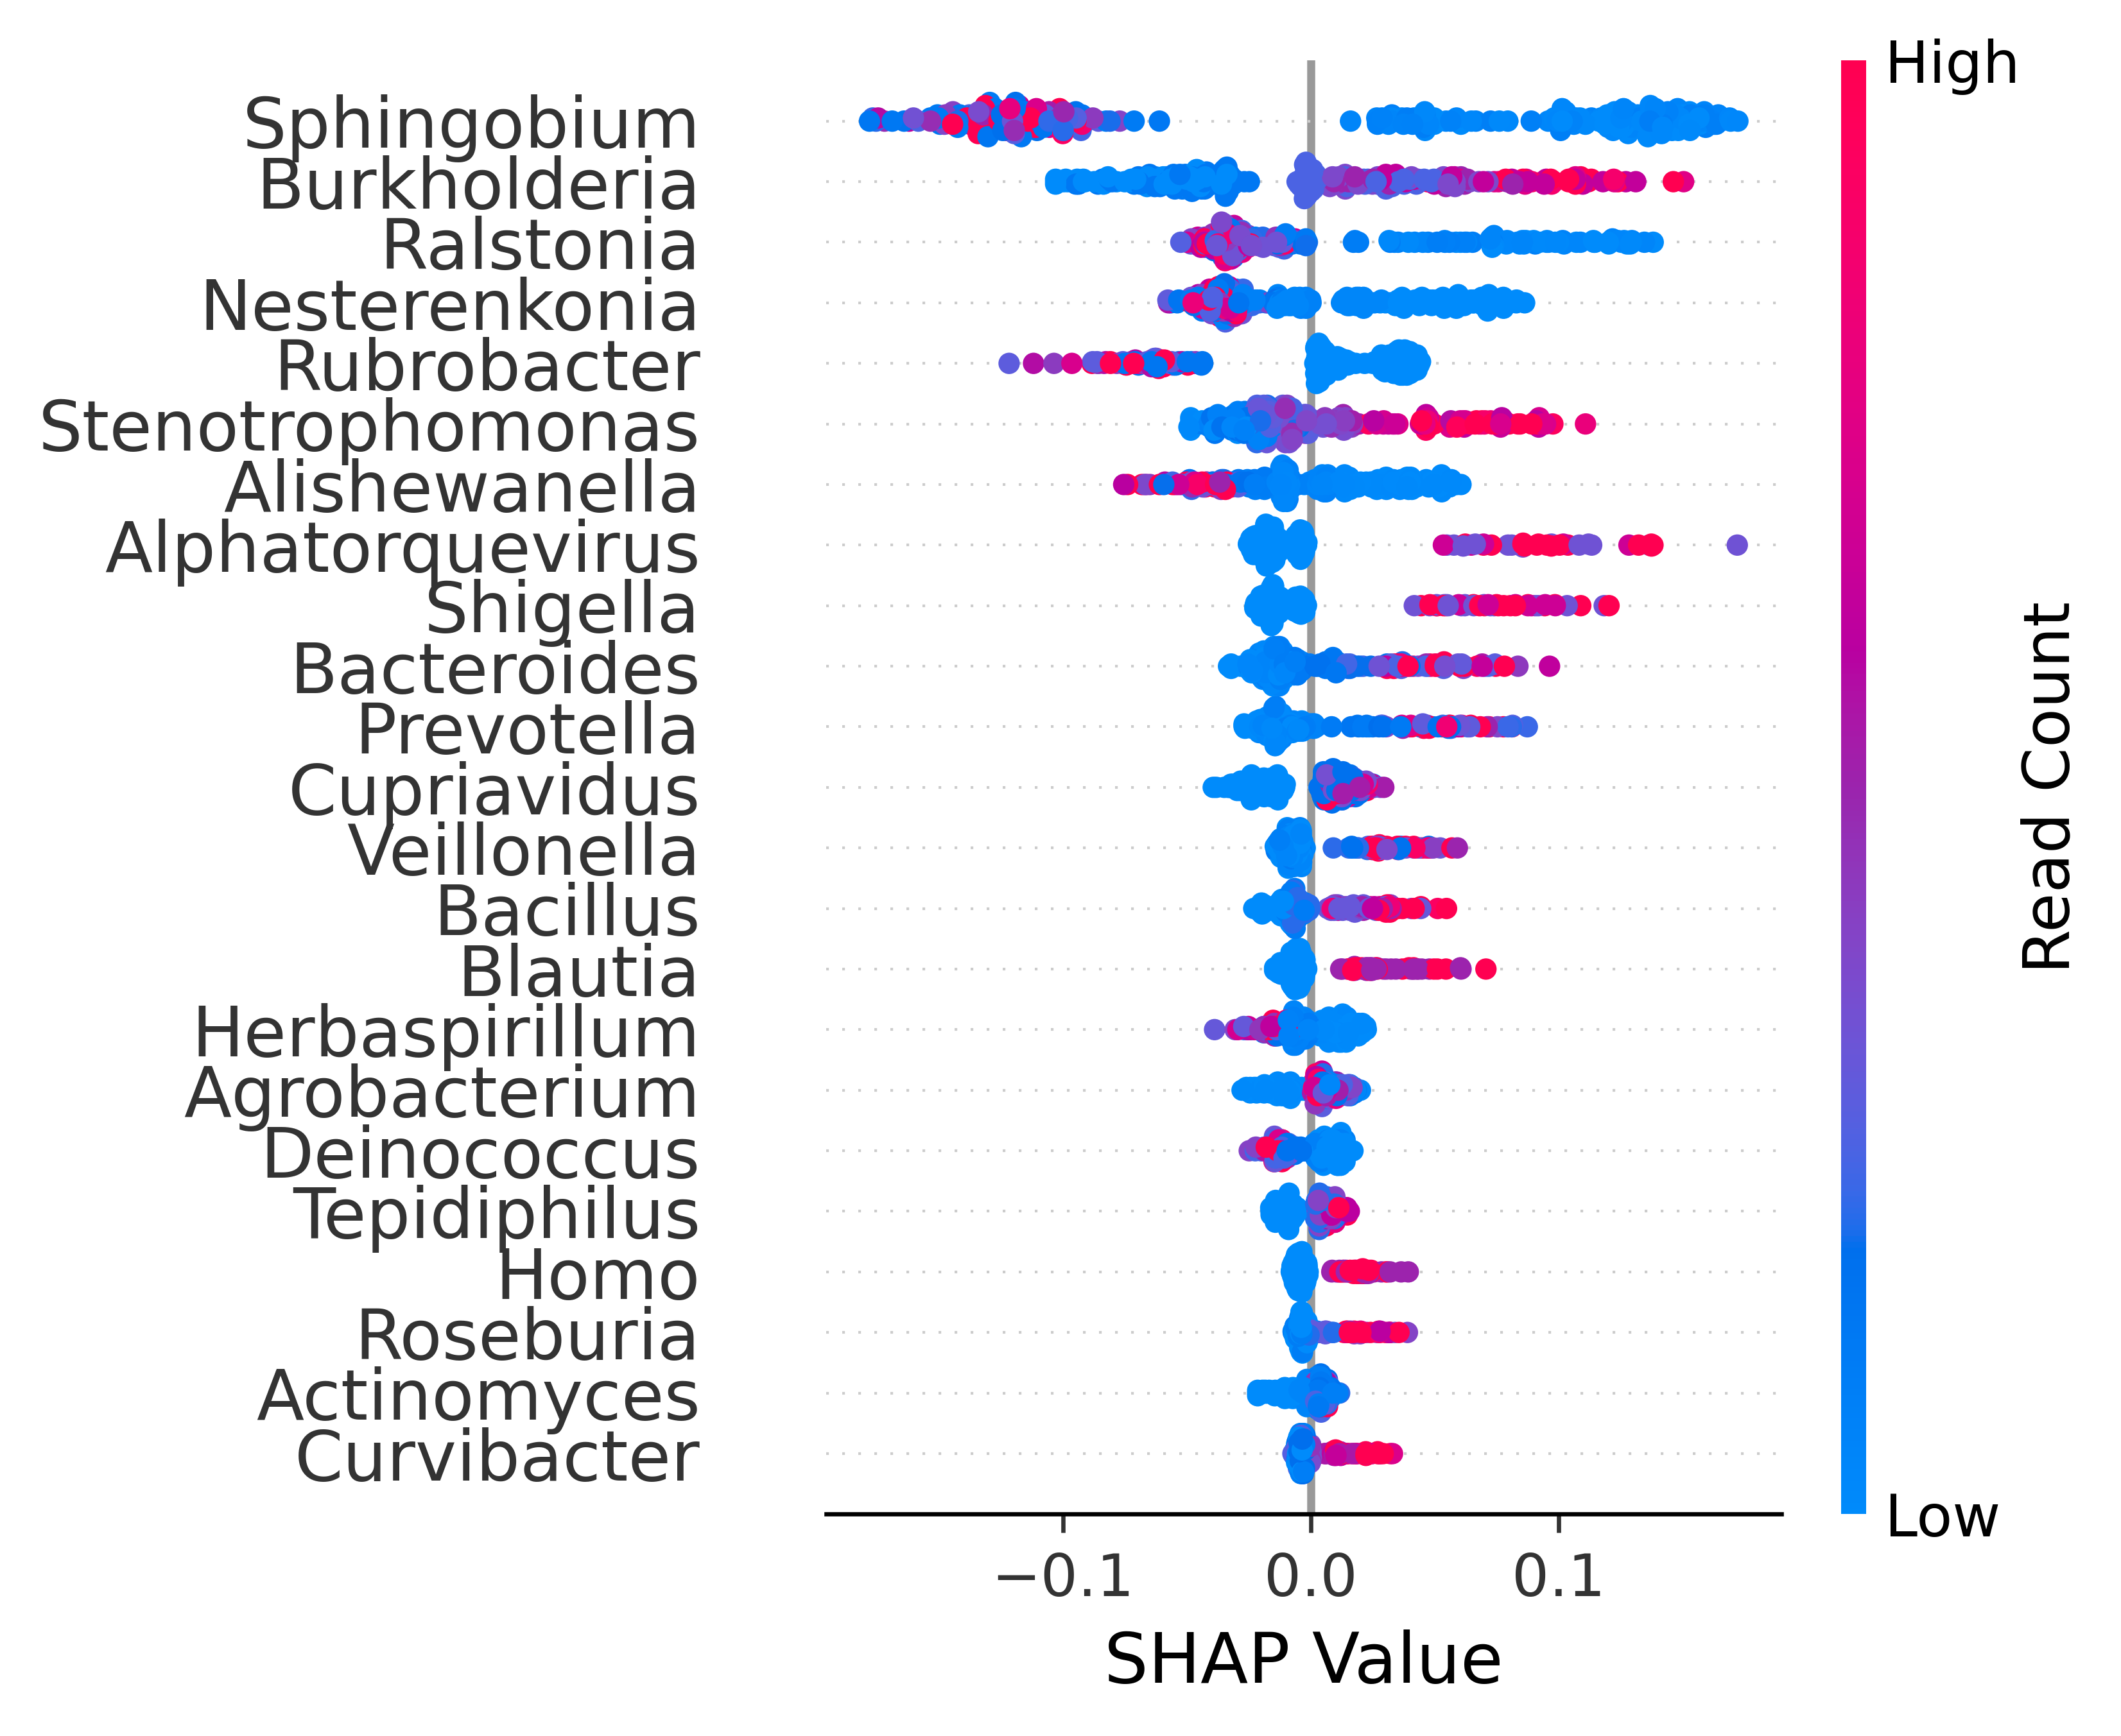 High
Sphingobium
Burkholderia
Ralstonia
Nesterenkonia
Rubrobacter
Stenotrophomonas
Alishewanella
Alphatorquevirus
Shigella
Bacteroides
Prevotella
Cupriavidus
Veillonella
Bacillus
Blautia
Herbaspirillum
Agrobacterium
Deinococcus
Tepidiphilus
Homo
Roseburia
Actinomyces
Curvibacter
Read Count
Low
−0.1 0.0 0.1
SHAP Value